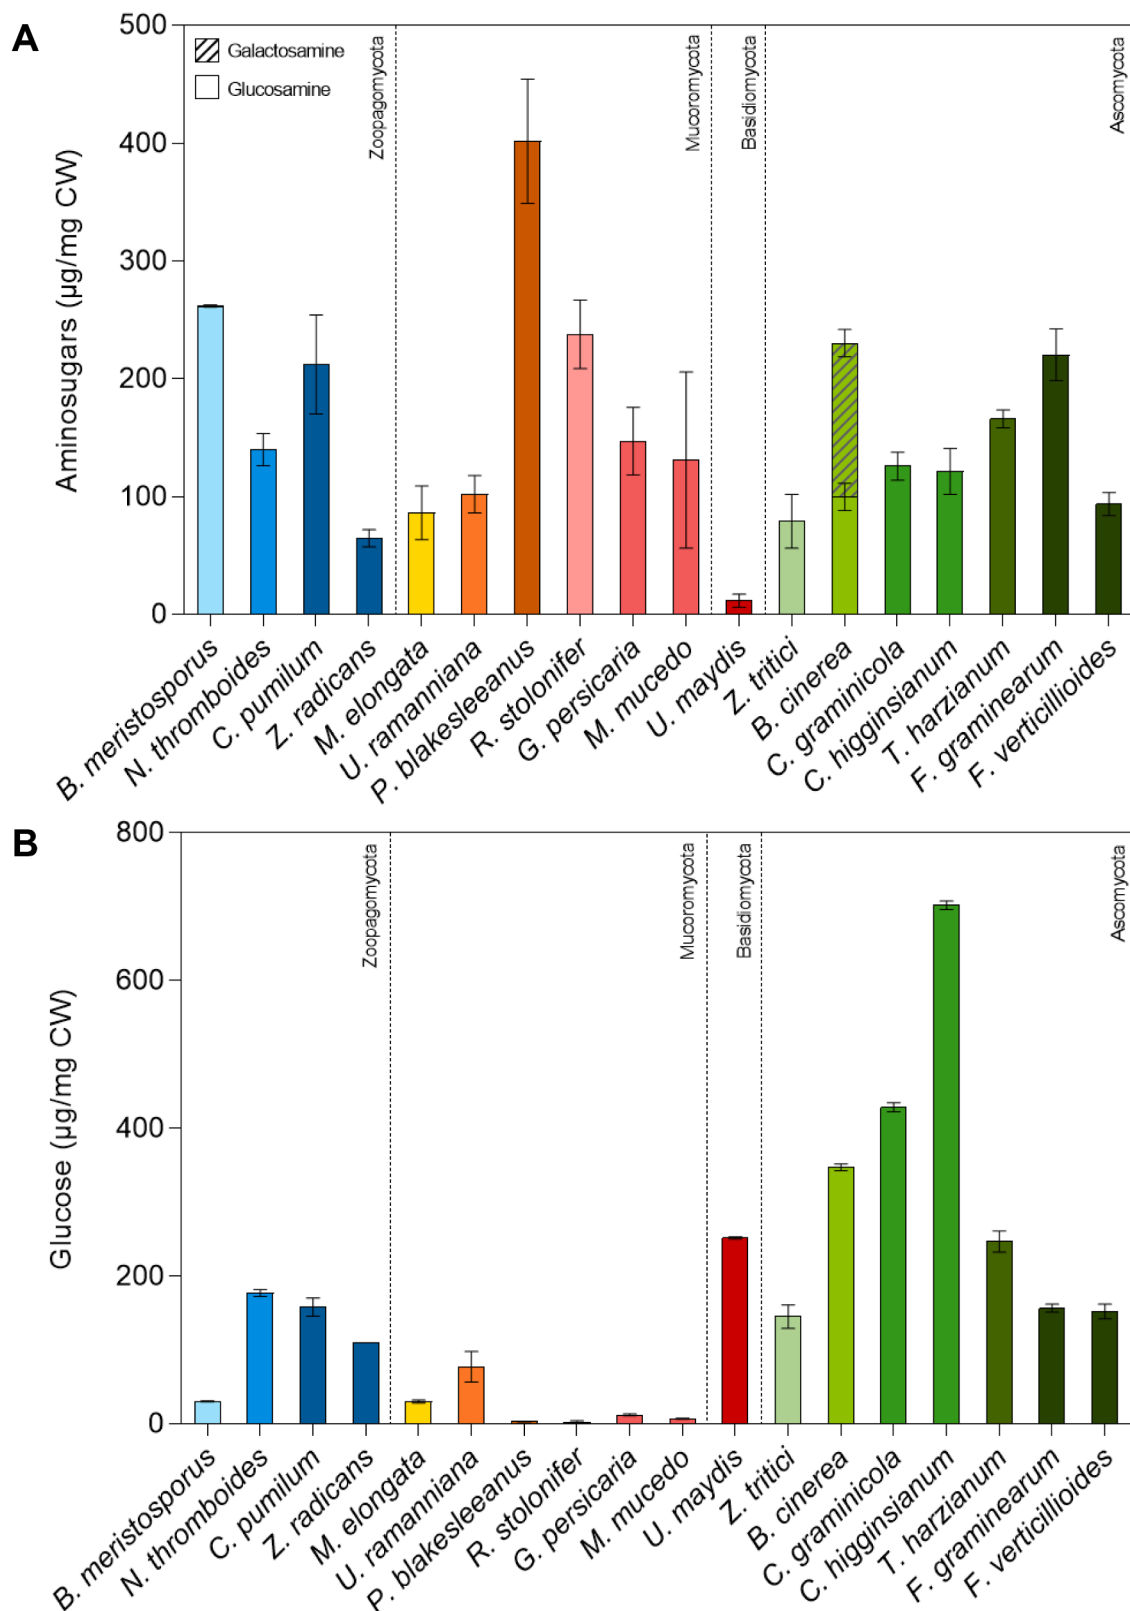 A
Aminosugars (µg/mg CW)
500
400
300
200
100
0
Galactosamine
Glucosamine
Zoopagomycota
Mucoromycota
Basidiomycota
Ascomycota
B. meristosporus
N. thromboides
C. pumilum
Z. radicans
M. elongata
U. ramanniana
P. blakesleeanus
R. stolonifer
G. persicaria
M. mucedo
U. maydis
Z. tritici
B. cinerea
C. graminicola
C. higginsianum
T. harzianum
F. graminearum
F. verticillioides
B
Glucose (µg/mg CW)
800
600
400
200
0
Zoopagomycota
Mucoromycota
Basidiomycota
Ascomycota
B. meristosporus
N. thromboides
C. pumilum
Z. radicans
M. elongata
U. ramanniana
P. blakesleeanus
R. stolonifer
G. persicaria
M. mucedo
U. maydis
Z. tritici
B. cinerea
C. graminicola
C. higginsianum
T. harzianum
F. graminearum
F. verticillioides